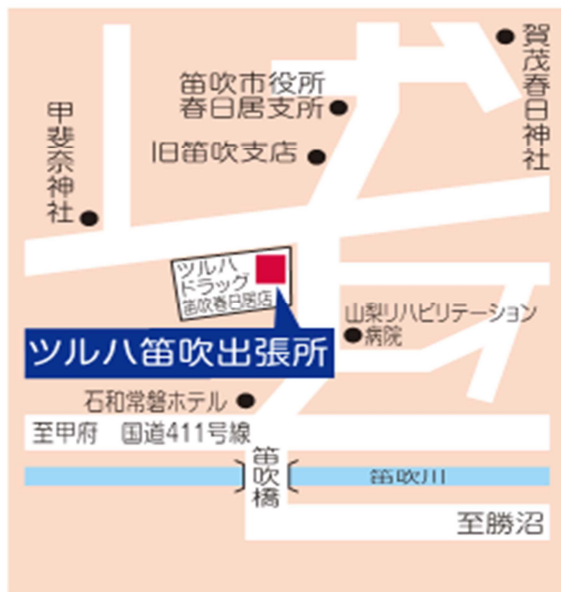 賀茂春日神社
笛吹市役所
春日居支所
旧笛吹支店
甲斐奈神社
ツルハ
ドラッグ
笛吹春日居店
山梨リハビリテーション
病院
ツルハ笛吹出張所
石和常磐ホテル
至甲府 国道411号線
笛吹橋
笛吹川
至勝沼